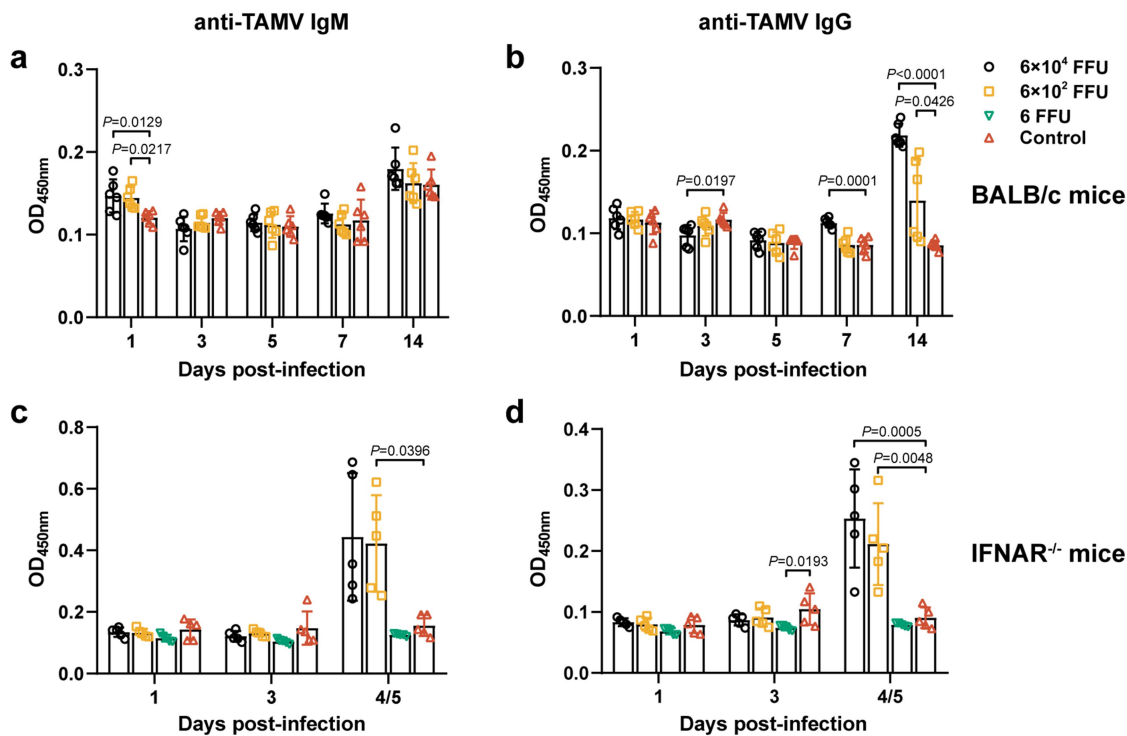 anti-TAMV IgM
anti-TAMV IgG
a
0.3
0.2
0.1
0.0
OD450nm
P=0.0129
P=0.0217
1
3
5
7
14
Days post-infection
b
0.3
0.2
0.1
0.0
OD450nm
P=0.0197
P=0.0001
P<0.0001
P=0.0426
1
3
5
7
14
Days post-infection
6×10⁴ FFU
6×10² FFU
6 FFU
Control
BALB/c mice
c
0.8
0.6
0.4
0.2
0.0
OD450nm
P=0.0396
1
3
4/5
Days post-infection
d
0.4
0.3
0.2
0.1
0.0
OD450nm
P=0.0193
P=0.0005
P=0.0048
1
3
4/5
Days post-infection
IFNAR⁻/⁻ mice